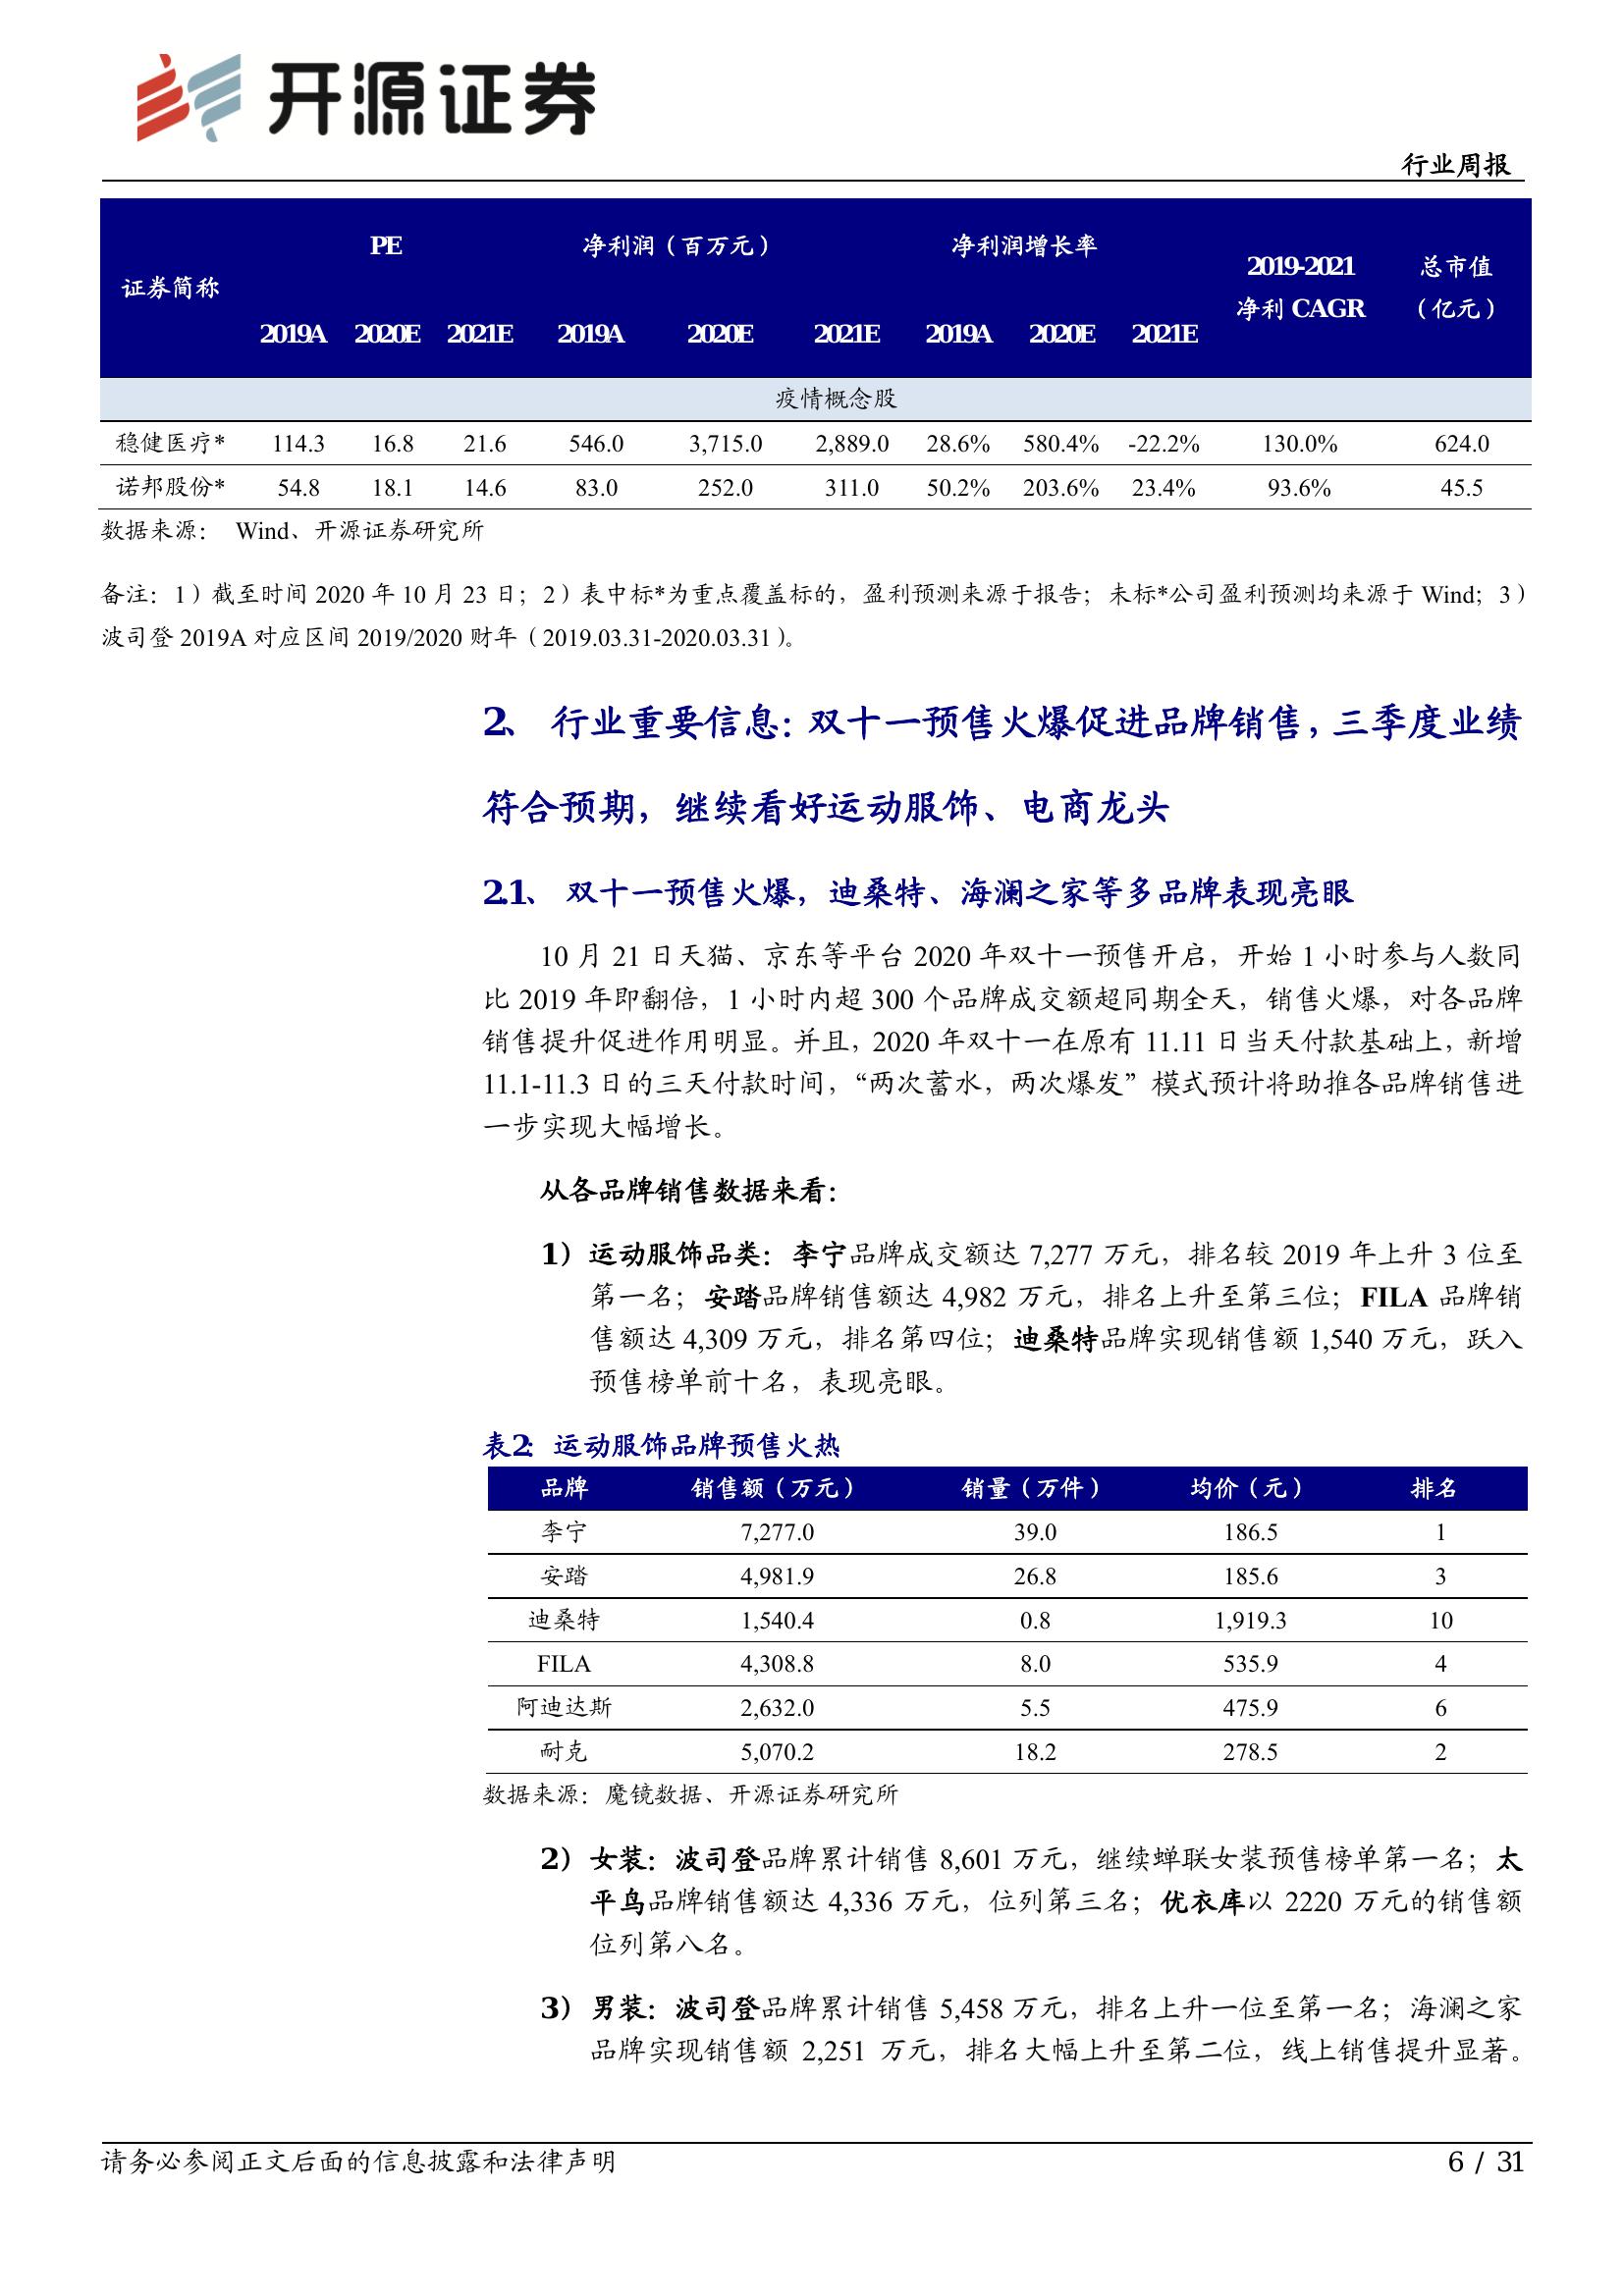 开源证券
行业周报
证券简称 PE 净利润（百万元） 净利润增长率 2019-2021 净利 CAGR 总市值（亿元）
2019A 2020E 2021E 2019A 2020E 2021E 2019A 2020E 2021E
疫情概念股
稳健医疗* 114.3 16.8 21.6 546.0 3,715.0 2,889.0 28.6% 580.4% -22.2% 130.0% 624.0
诺邦股份* 54.8 18.1 14.6 83.0 252.0 311.0 50.2% 203.6% 23.4% 93.6% 45.5
数据来源： Wind、开源证券研究所
备注：1）截至时间 2020 年 10 月 23 日；2）表中标*为重点覆盖标的，盈利预测来源于报告；未标*公司盈利预测均来源于 Wind；3）
波司登 2019A 对应区间 2019/2020 财年（2019.03.31-2020.03.31）。
2、 行业重要信息：双十一预售火爆促进品牌销售，三季度业绩
符合预期，继续看好运动服饰、电商龙头
2.1、 双十一预售火爆，迪桑特、海澜之家等多品牌表现亮眼
10 月 21 日天猫、京东等平台 2020 年双十一预售开启，开始 1 小时参与人数同
比 2019 年即翻倍，1 小时内超 300 个品牌成交额超同期全天，销售火爆，对各品牌
销售提升促进作用明显。并且，2020 年双十一在原有 11.11 日当天付款基础上，新增
11.1-11.3 日的三天付款时间，“两次蓄水，两次爆发”模式预计将助推各品牌销售进
一步实现大幅增长。
从各品牌销售数据来看：
1）运动服饰品类：李宁品牌成交额达 7,277 万元，排名较 2019 年上升 3 位至
第一名；安踏品牌销售额达 4,982 万元，排名上升至第三位；FILA 品牌销
售额达 4,309 万元，排名第四位；迪桑特品牌实现销售额 1,540 万元，跃入
预售榜单前十名，表现亮眼。
表2：运动服饰品牌预售火热
品牌 销售额（万元） 销量（万件） 均价（元） 排名
李宁 7,277.0 39.0 186.5 1
安踏 4,981.9 26.8 185.6 3
迪桑特 1,540.4 0.8 1,919.3 10
FILA 4,308.8 8.0 535.9 4
阿迪达斯 2,632.0 5.5 475.9 6
耐克 5,070.2 18.2 278.5 2
数据来源：魔镜数据、开源证券研究所
2）女装：波司登品牌累计销售 8,601 万元，继续蝉联女装预售榜单第一名；太
平鸟品牌销售额达 4,336 万元，位列第三名；优衣库以 2220 万元的销售额
位列第八名。
3）男装：波司登品牌累计销售 5,458 万元，排名上升一位至第一名；海澜之家
品牌实现销售额 2,251 万元，排名大幅上升至第二位，线上销售提升显著。
请务必参阅正文后面的信息披露和法律声明
6 / 31